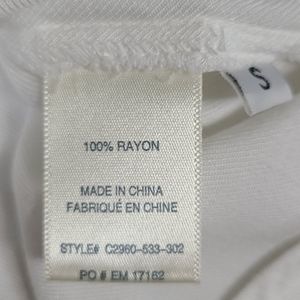 S
100% RAYON
MADE IN CHINA
FABRIQUÉ EN CHINE
STYLE# C2960-533-302
PO # EM 17162